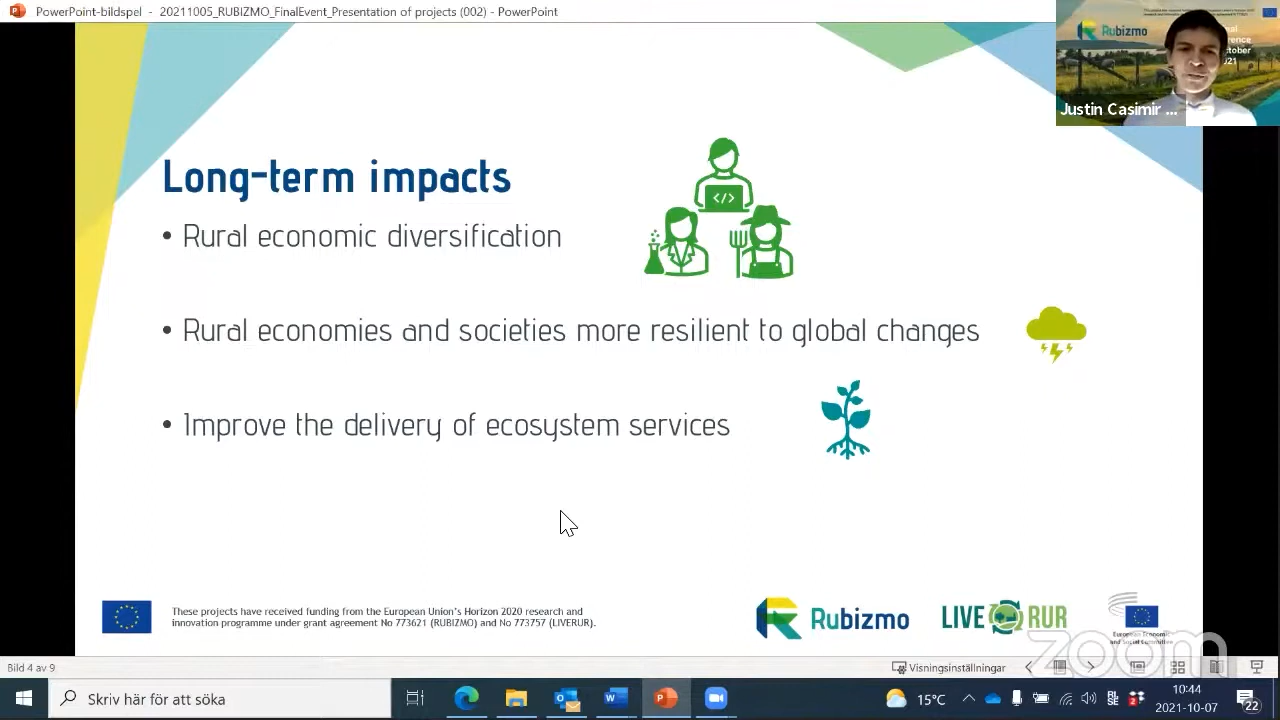 PowerPoint-bildspel - 20211005_RUBIZMO_FinalEvent_Presentation of projects (002) - PowerPoint
Rubizmo
Justin Casimir ...
Long-term impacts
• Rural economic diversification
</>
• Rural economies and societies more resilient to global changes
• Improve the delivery of ecosystem services
These projects have received funding from the European Union's Horizon 2020 research and
innovation programme under grant agreement No 773621 (RUBIZMO) and No 773757 (LIVERUR).
Rubizmo
LIVE RUR
European Economic
and Social Committee
zoom
Bild 4 av 9
Visningsinställningar
Skriv här för att söka
15°C
10:44
2021-10-07
22